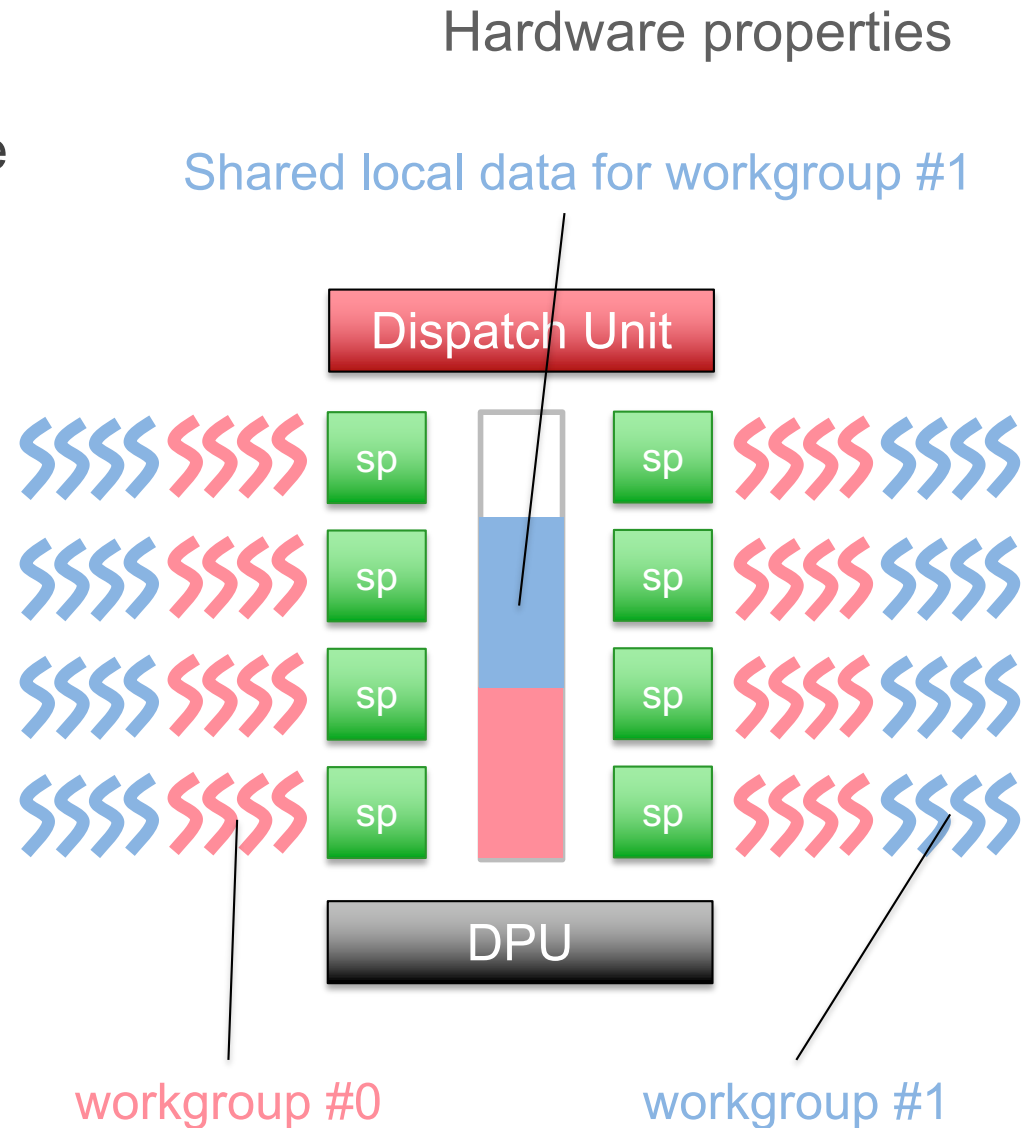 Hardware properties
e
Shared local data for workgroup #1
Dispatch Unit
sp sp
sp sp
sp sp
sp sp
DPU
workgroup #0 workgroup #1